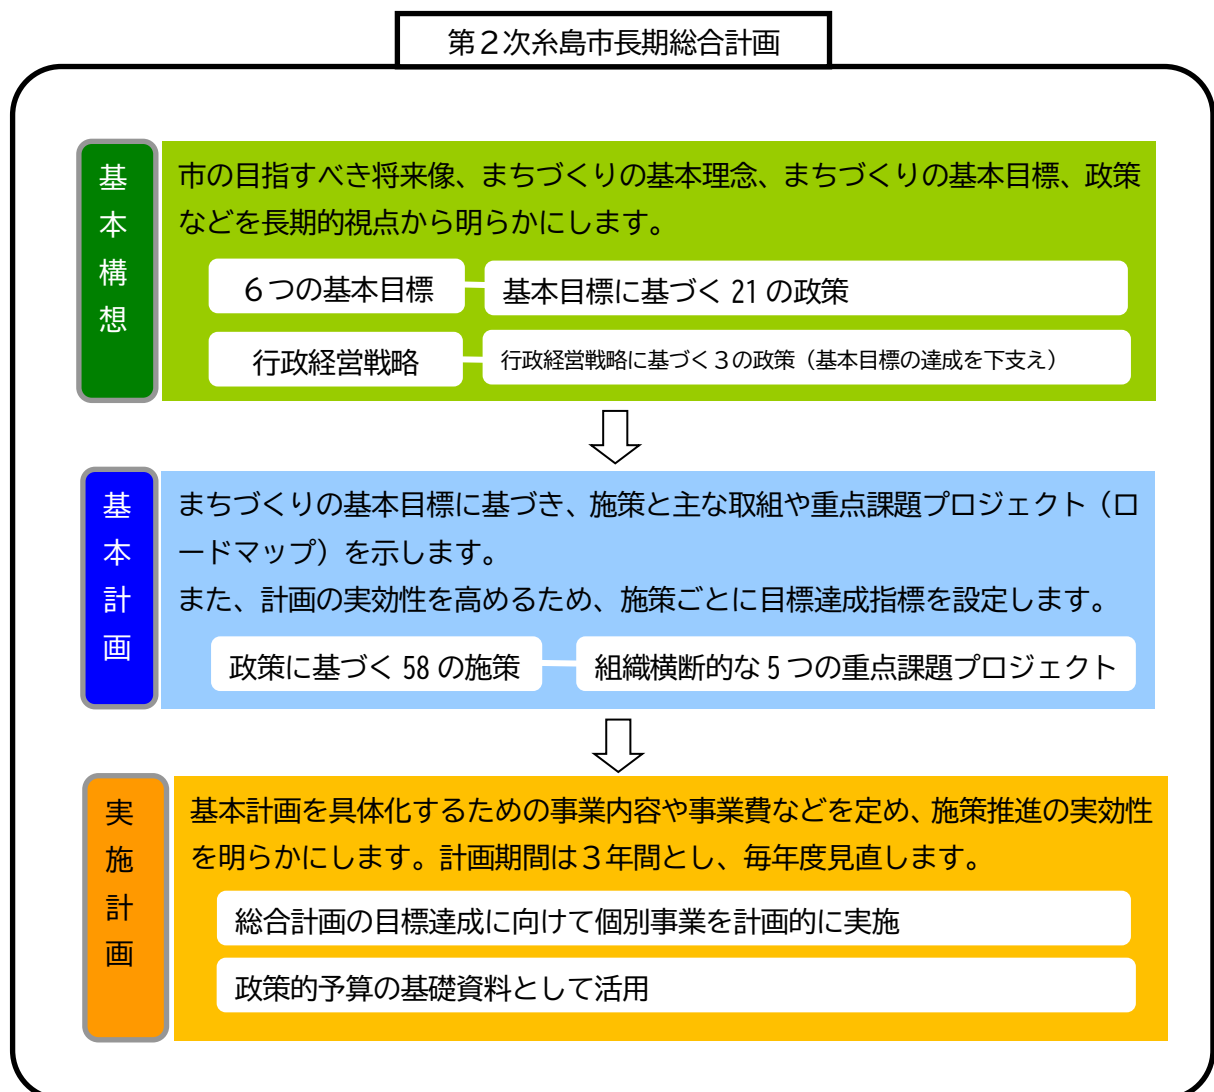 第２次糸島市長期総合計画
基本構想
市の目指すべき将来像、まちづくりの基本理念、まちづくりの基本目標、政策
などを長期的視点から明らかにします。
６つの基本目標
基本目標に基づく 21 の政策
行政経営戦略
行政経営戦略に基づく３の政策（基本目標の達成を下支え）
基本計画
まちづくりの基本目標に基づき、施策と主な取組や重点課題プロジェクト（ロ
ードマップ）を示します。
また、計画の実効性を高めるため、施策ごとに目標達成指標を設定します。
政策に基づく 58 の施策
組織横断的な 5 つの重点課題プロジェクト
実施計画
基本計画を具体化するための事業内容や事業費などを定め、施策推進の実効性
を明らかにします。計画期間は３年間とし、毎年度見直します。
総合計画の目標達成に向けて個別事業を計画的に実施
政策的予算の基礎資料として活用